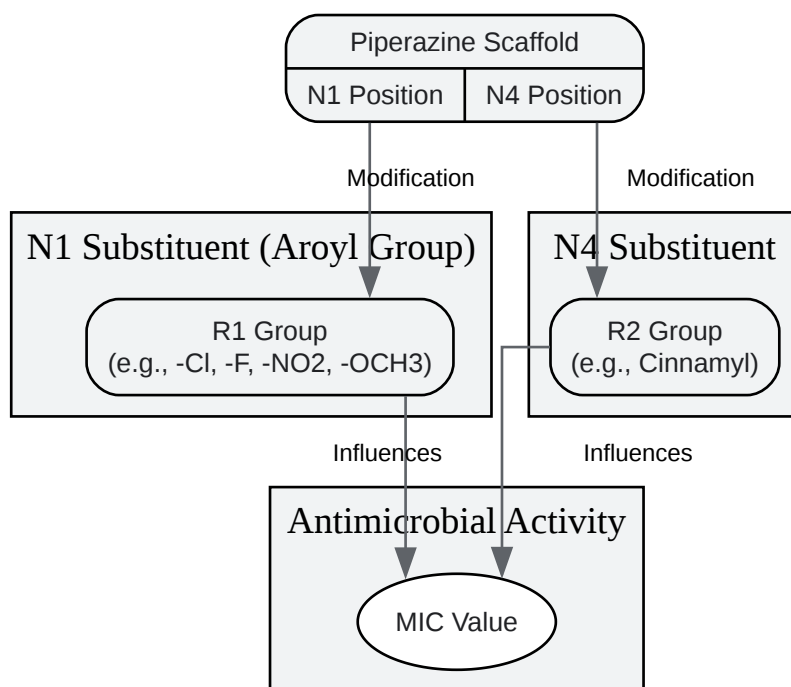 Piperazine Scaffold
N1 Position
N4 Position
Modification
Modification
N1 Substituent (Aroyl Group)
N4 Substituent
R1 Group
(e.g., -Cl, -F, -NO2, -OCH3)
R2 Group
(e.g., Cinnamyl)
Influences
Influences
Antimicrobial Activity
MIC Value